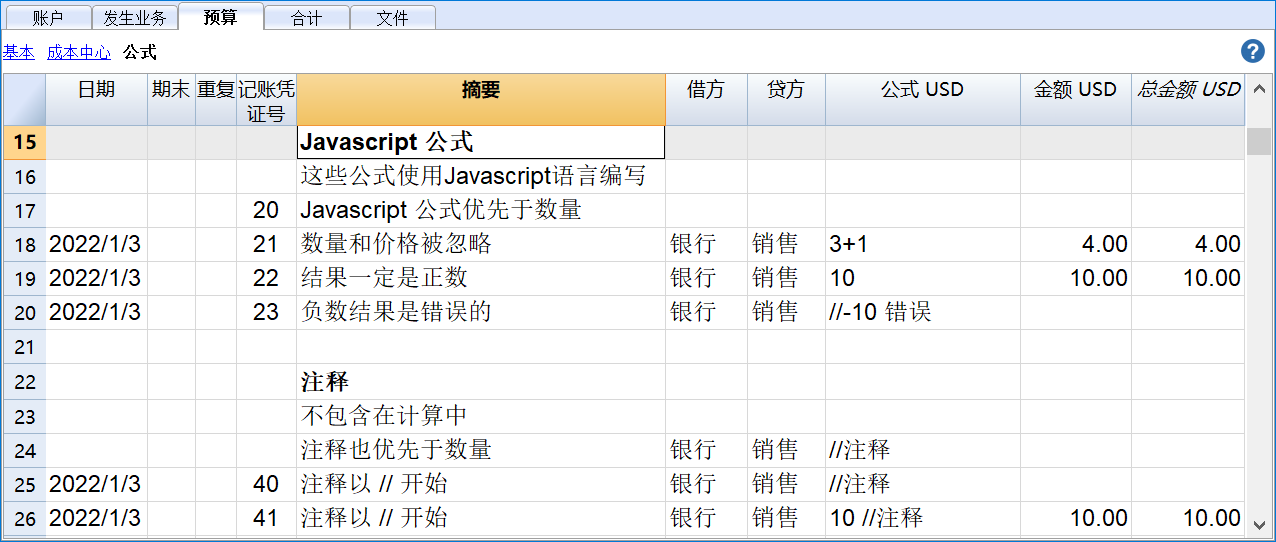 账户 发生业务 预算 合计 文件
基本 成本中心 公式 ?
日期 期末 重复 记账凭证号 摘要 借方 贷方 公式 USD 金额 USD 总金额 USD
15 Javascript 公式
16 这些公式使用Javascript语言编写
17 20 Javascript 公式优先于数量
18 2022/1/3 21 数量和价格被忽略 银行 销售 3+1 4.00 4.00
19 2022/1/3 22 结果一定是正数 银行 销售 10 10.00 10.00
20 2022/1/3 23 负数结果是错误的 银行 销售 //-10 错误
21
22 注释
23 不包含在计算中
24 注释也优先于数量 银行 销售 //注释
25 2022/1/3 40 注释以 // 开始 银行 销售 //注释
26 2022/1/3 41 注释以 // 开始 银行 销售 10 //注释 10.00 10.00